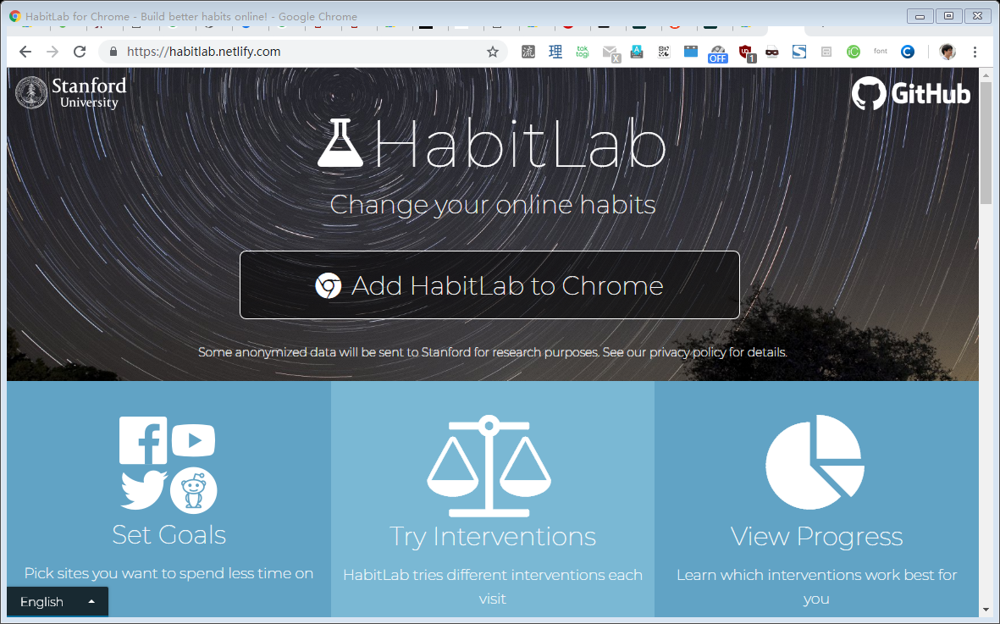 HabitLab for Chrome - Build better habits online! - Google Chrome
https://habitlab.netlify.com
流
理
tok
tog
X
OFF
1
font
Stanford
University
GitHub
HabitLab
Change your online habits
Add HabitLab to Chrome
Some anonymized data will be sent to Stanford for research purposes. See our privacy policy for details.
Set Goals
Pick sites you want to spend less time on
Try Interventions
HabitLab tries different interventions each
visit
View Progress
Learn which interventions work best for
you
English